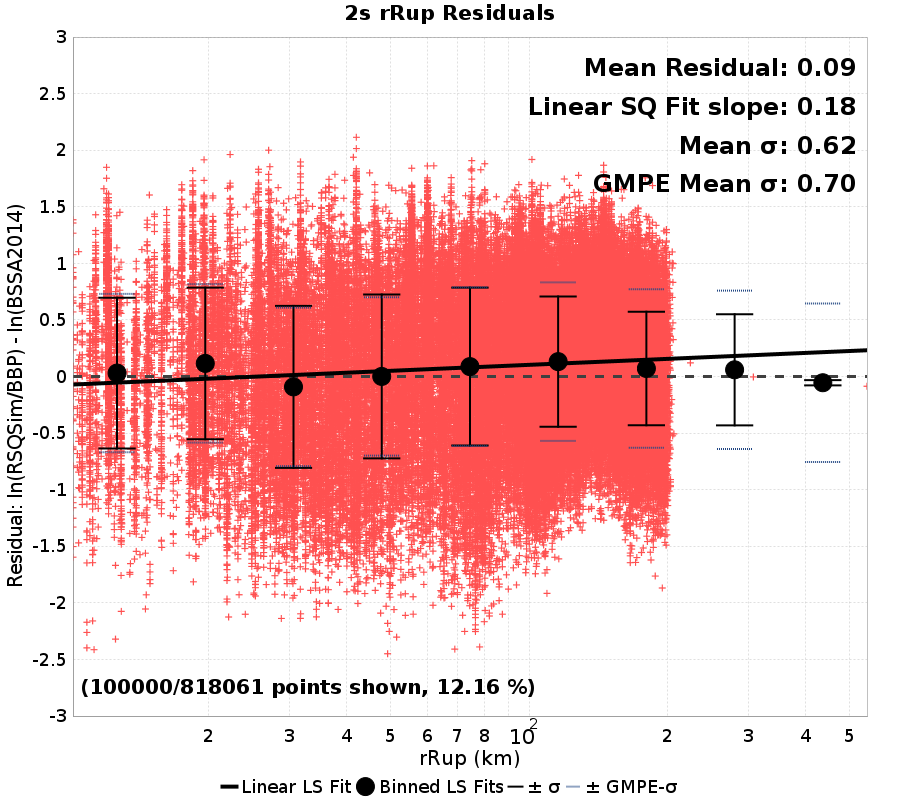 2s rRup Residuals
Mean Residual: 0.09
Linear SQ Fit slope: 0.18
Mean σ: 0.62
GMPE Mean σ: 0.70
Residual: ln(RSQSim/BBP) - ln(BSSA2014)
3
2.5
2
1.5
1
0.5
0
-0.5
-1
-1.5
-2
-2.5
-3
(100000/818061 points shown, 12.16 %)
2 3 4 5 6 7 8 10² 2 3 4 5
rRup (km)
Linear LS Fit Binned LS Fits ± σ ± GMPE-σ